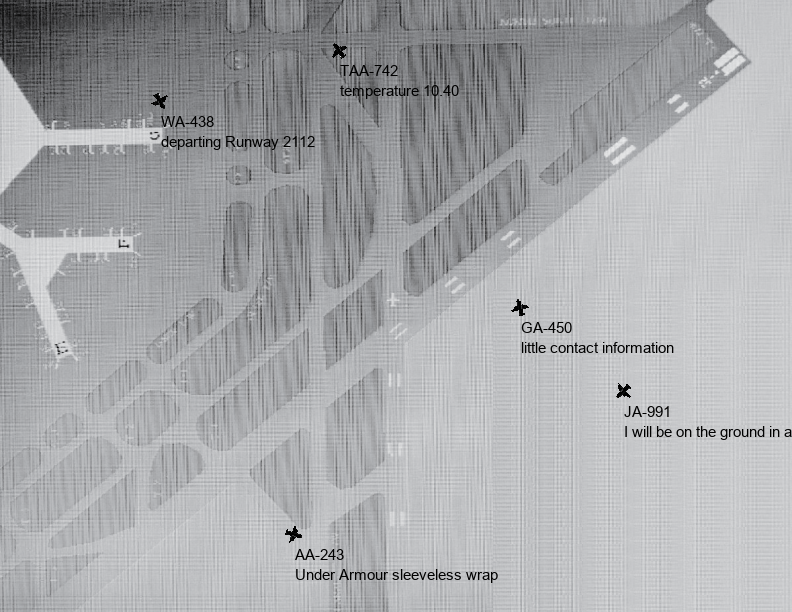 TAA-742
temperature 10.40
WA-438
departing Runway 2112
GA-450
little contact information
JA-991
I will be on the ground in a
AA-243
Under Armour sleeveless wrap